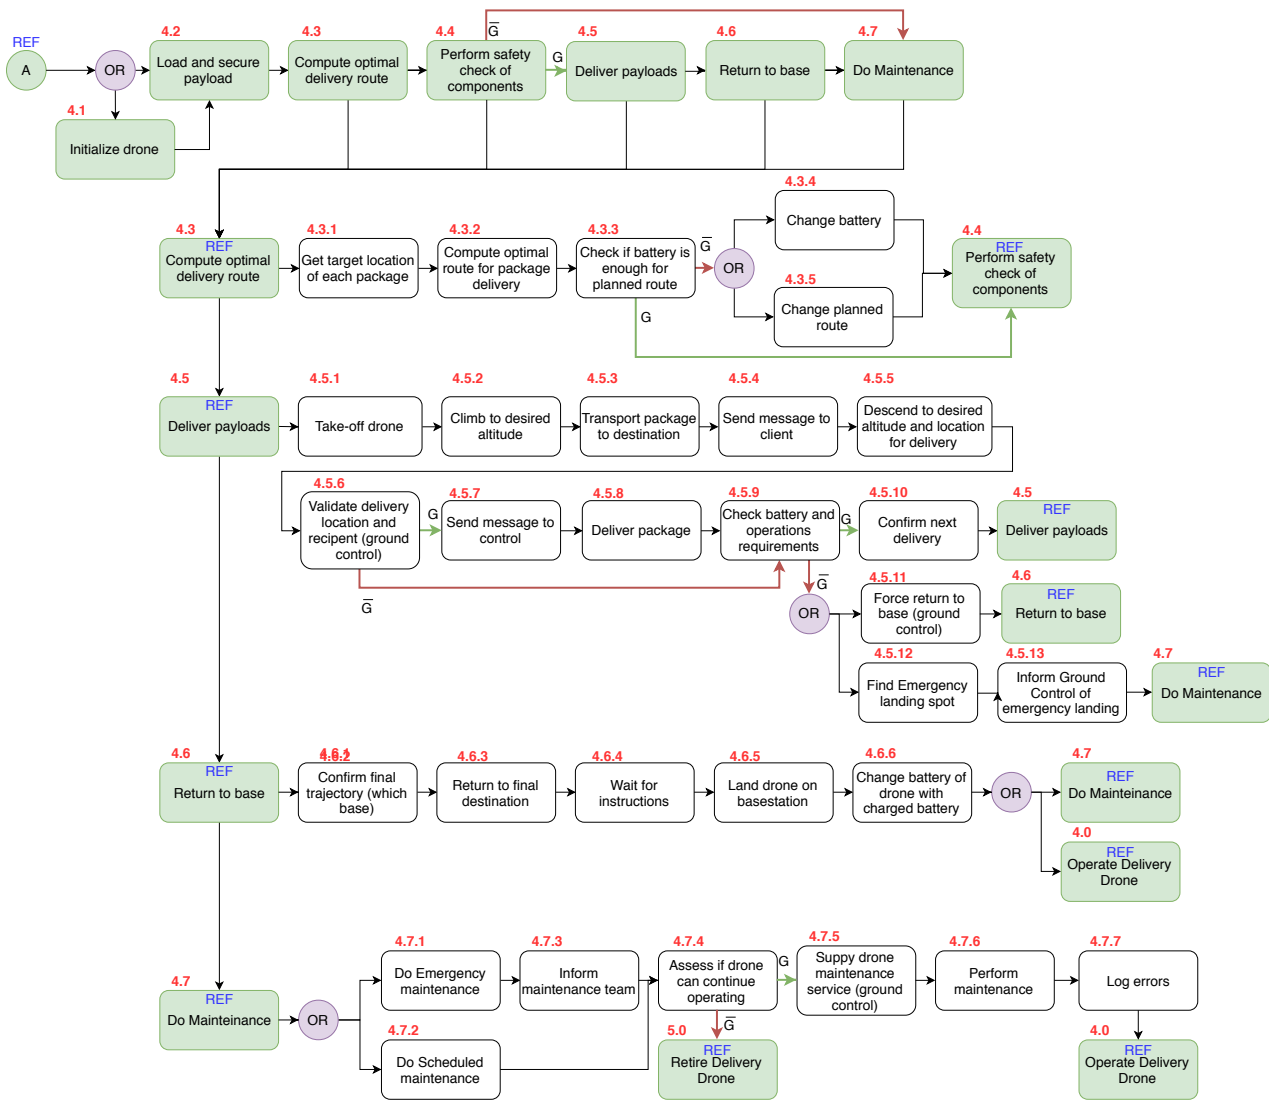 REF
A
OR
4.1
Initialize drone
4.2
Load and secure
payload
4.3
Compute optimal
delivery route
4.4
Perform safety
check of
components
G̅
G
4.5
Deliver payloads
4.6
Return to base
4.7
Do Maintenance
4.3
REF
Compute optimal
delivery route
4.3.1
Get target location
of each package
4.3.2
Compute optimal
route for package
delivery
4.3.3
Check if battery is
enough for
planned route
G̅
G
OR
4.3.4
Change battery
4.3.5
Change planned
route
4.4
REF
Perform safety
check of
components
4.5
REF
Deliver payloads
4.5.1
Take-off drone
4.5.2
Climb to desired
altitude
4.5.3
Transport package
to destination
4.5.4
Send message to
client
4.5.5
Descend to desired
altitude and location
for delivery
4.5.6
Validate delivery
location and
recipent (ground
control)
G
G̅
4.5.7
Send message to
control
4.5.8
Deliver package
4.5.9
Check battery and
operations
requirements
G
G̅
4.5.10
Confirm next
delivery
4.5
REF
Deliver payloads
OR
4.5.11
Force return to
base (ground
control)
4.6
REF
Return to base
4.5.12
Find Emergency
landing spot
4.5.13
Inform Ground
Control of
emergency landing
4.7
REF
Do Maintenance
4.6
REF
Return to base
4.6.1
4.6.2
Confirm final
trajectory (which
base)
4.6.3
Return to final
destination
4.6.4
Wait for
instructions
4.6.5
Land drone on
basestation
4.6.6
Change battery of
drone with
charged battery
OR
4.7
REF
Do Mainteinance
4.0
REF
Operate Delivery
Drone
4.7
REF
Do Mainteinance
OR
4.7.1
Do Emergency
maintenance
4.7.2
Do Scheduled
maintenance
4.7.3
Inform
maintenance team
4.7.4
Assess if drone
can continue
operating
G
G̅
5.0
REF
Retire Delivery
Drone
4.7.5
Suppy drone
maintenance
service (ground
control)
4.7.6
Perform
maintenance
4.7.7
Log errors
4.0
REF
Operate Delivery
Drone